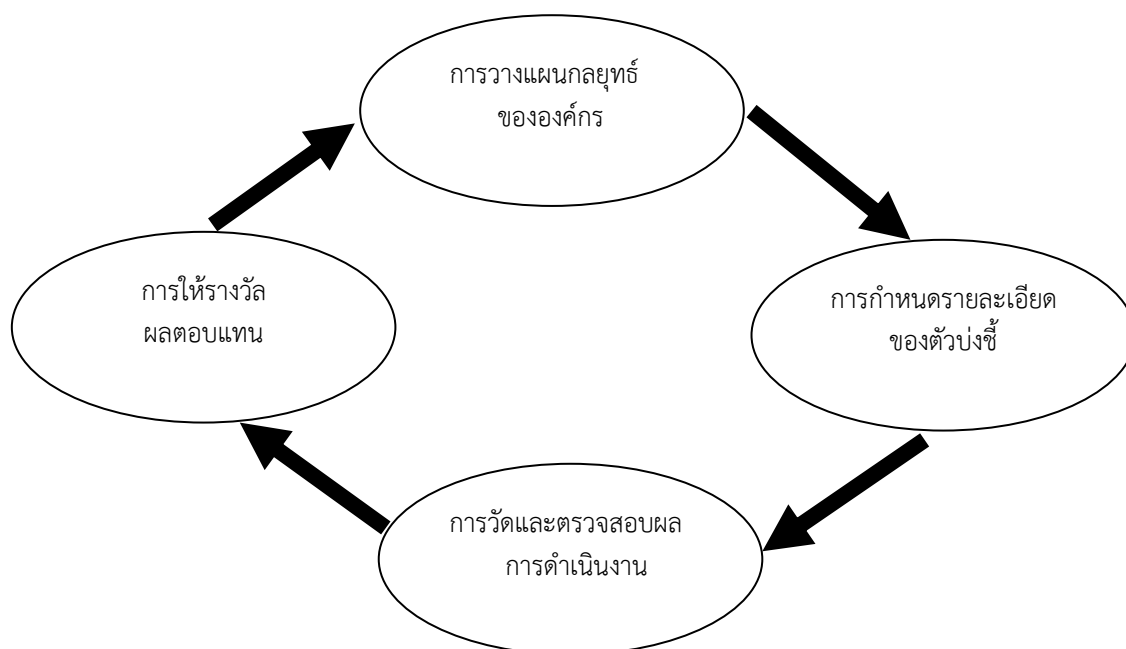 การวางแผนกลยุทธ์
ขององค์กร
การให้รางวัล
ผลตอบแทน
การกำหนดรายละเอียด
ของตัวบ่งชี้
การวัดและตรวจสอบผล
การดำเนินงาน